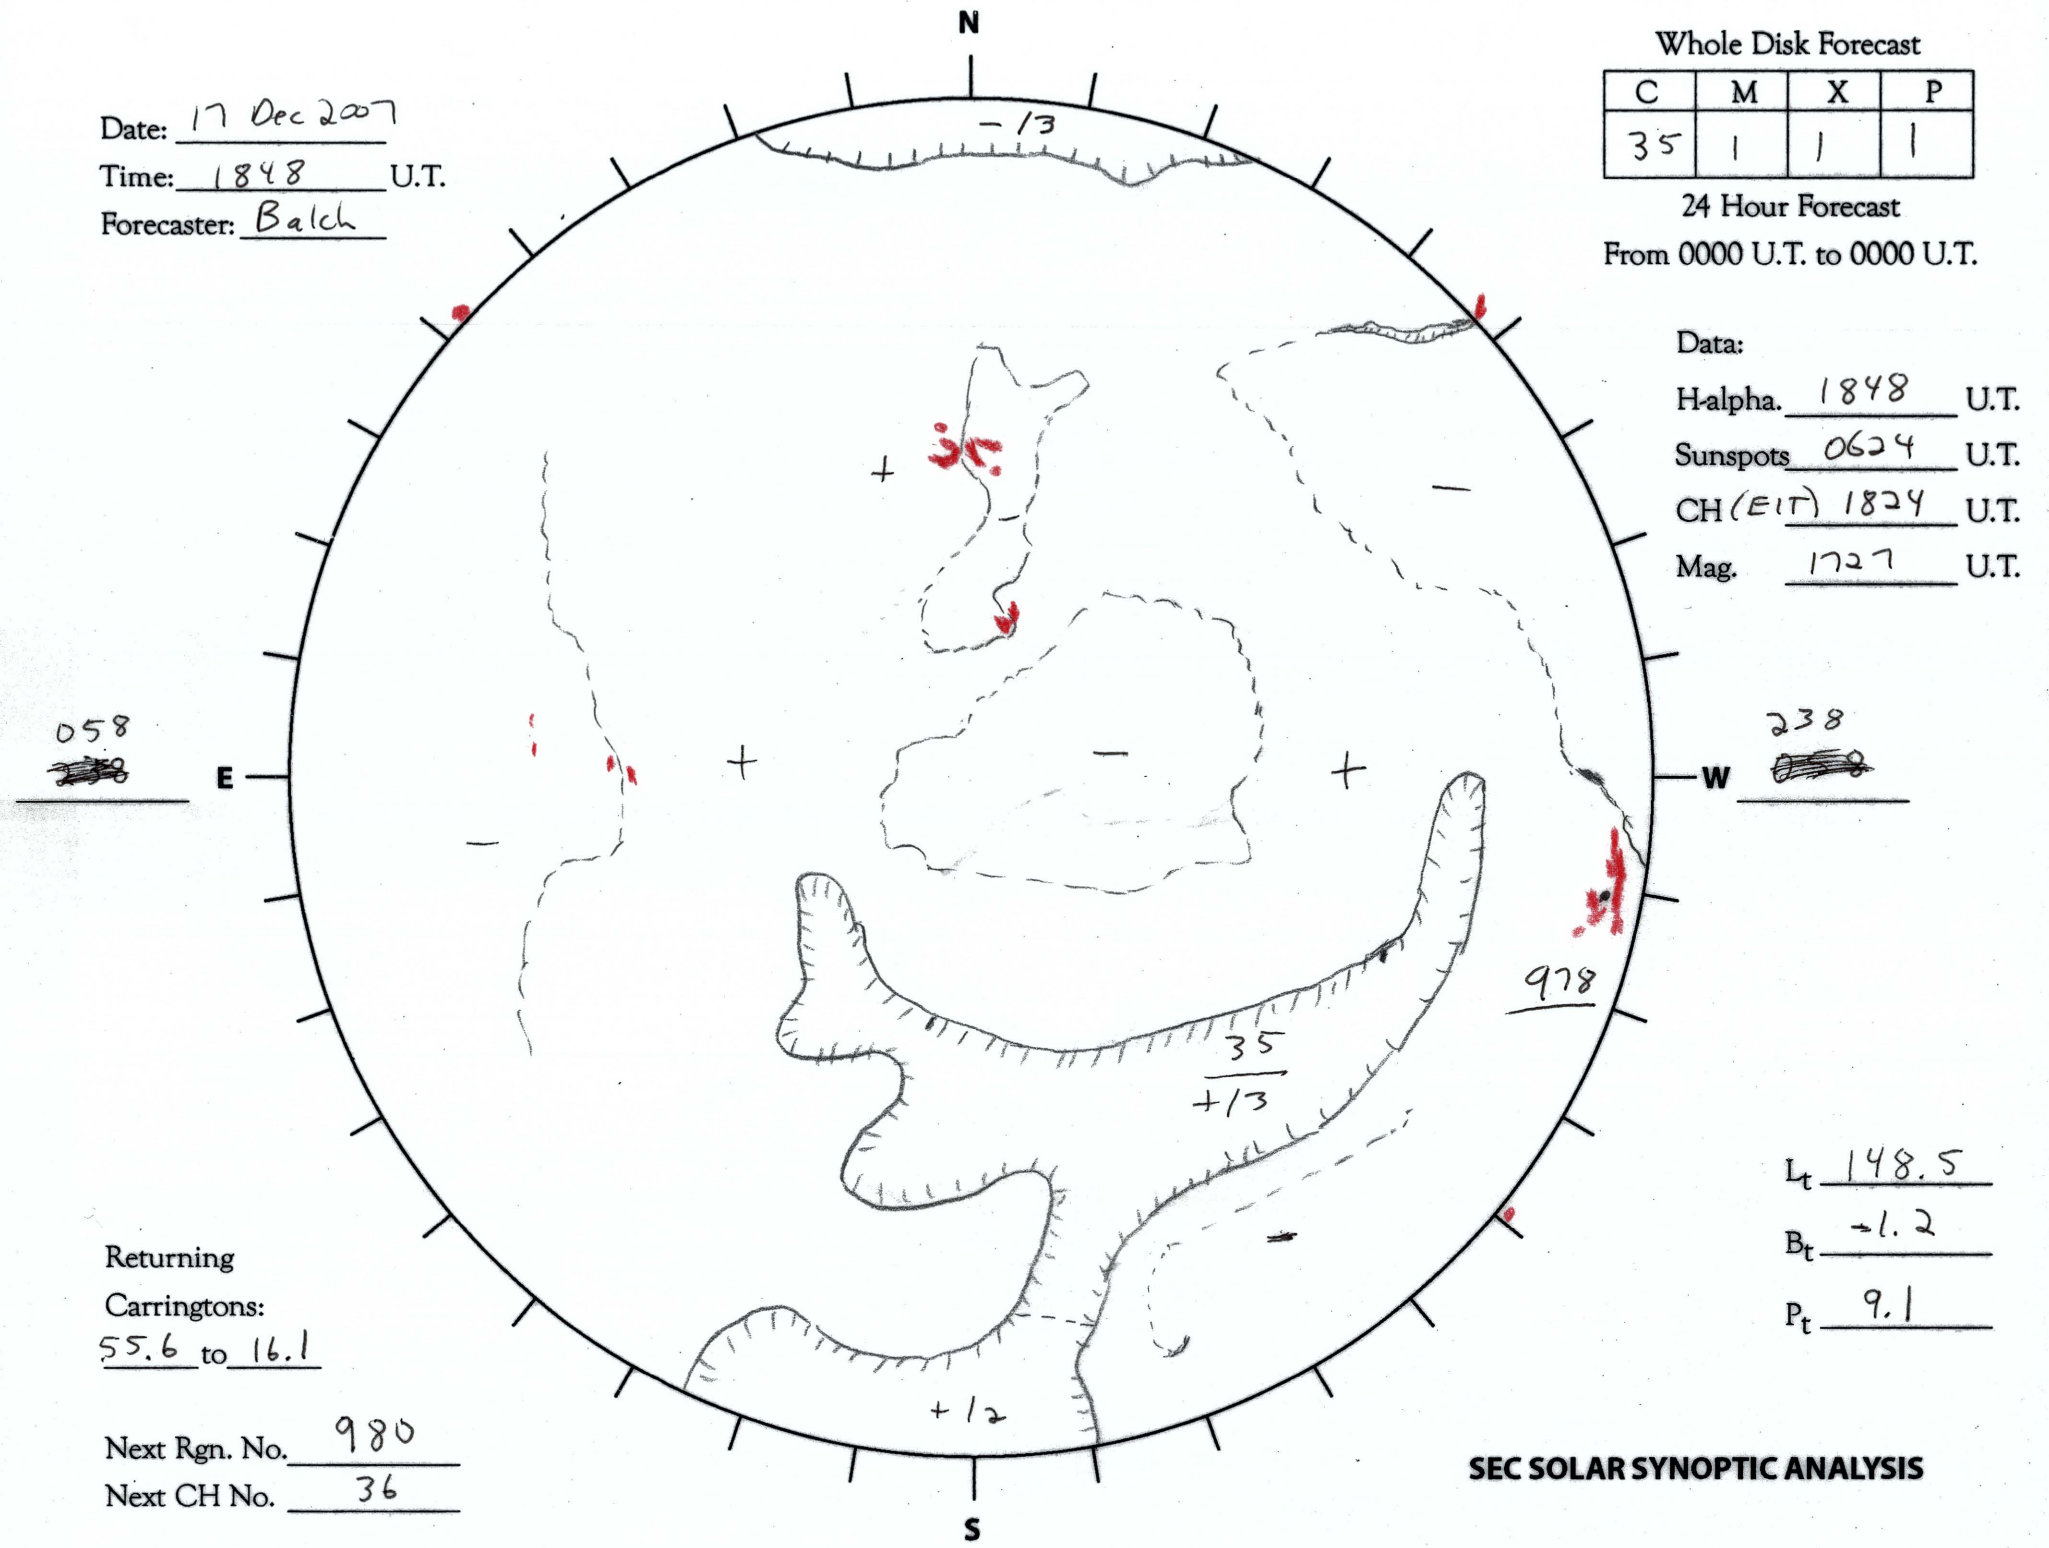 N
Date: 17 Dec 2007
Time: 1848 U.T.
Forecaster: Balch
Whole Disk Forecast
C M X P
35 1 1 1
24 Hour Forecast
From 0000 U.T. to 0000 U.T.
Data:
H-alpha. 1848 U.T.
Sunspots 0624 U.T.
CH (EIT) 1824 U.T.
Mag. 1727 U.T.
-13
+
-
058
E
+
-
+
W
238
-
978
35
+/3
-
+/2
Lt 148.5
Bt -1.2
Pt 9.1
Returning
Carringtons:
55.6 to 16.1
Next Rgn. No. 980
Next CH No. 36
SEC SOLAR SYNOPTIC ANALYSIS
S